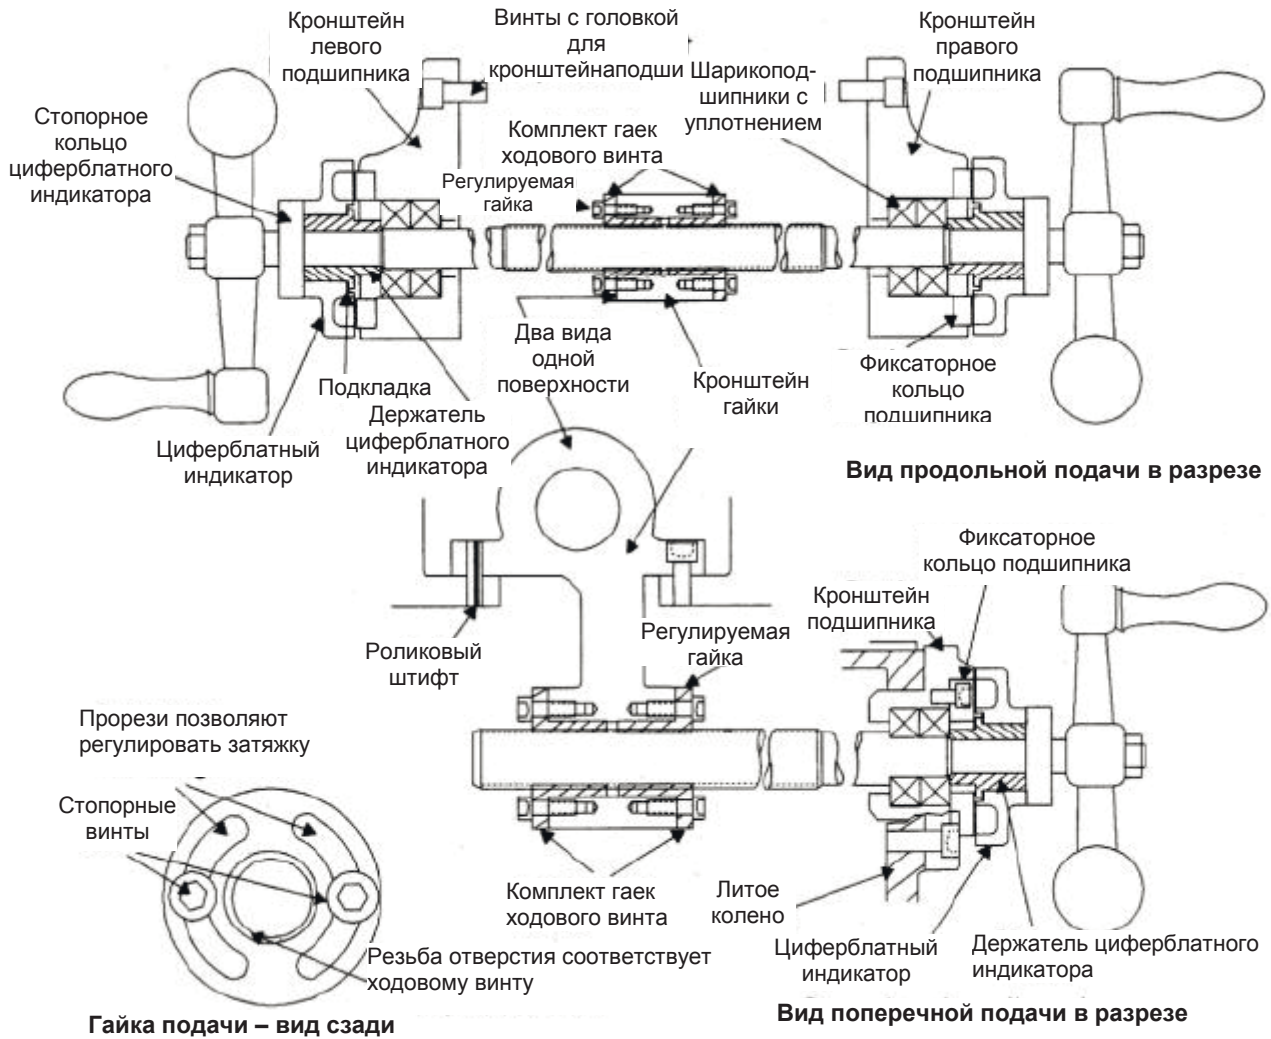 Кронштейн
левого
подшипника
Винты с головкой
для
кронштейнаподши
Шарикопод-
шипники с
уплотнением
Кронштейн
правого
подшипника
Стопорное
кольцо
циферблатного
индикатора
Комплект гаек
ходового винта
Регулируемая
гайка
Два вида
одной
поверхности
Кронштейн
гайки
Фиксаторное
кольцо
подшипника
Подкладка
Держатель
циферблатного
индикатора
Циферблатный
индикатор
Вид продольной подачи в разрезе
Фиксаторное
кольцо подшипника
Кронштейн
подшипника
Роликовый
штифт
Регулируемая
гайка
Прорези позволяют
регулировать затяжку
Стопорные
винты
Комплект гаек
ходового винта
Литое
колено
Циферблатный
индикатор
Держатель циферблатного
индикатора
Резьба отверстия соответствует
ходовому винту
Вид поперечной подачи в разрезе
Гайка подачи – вид сзади